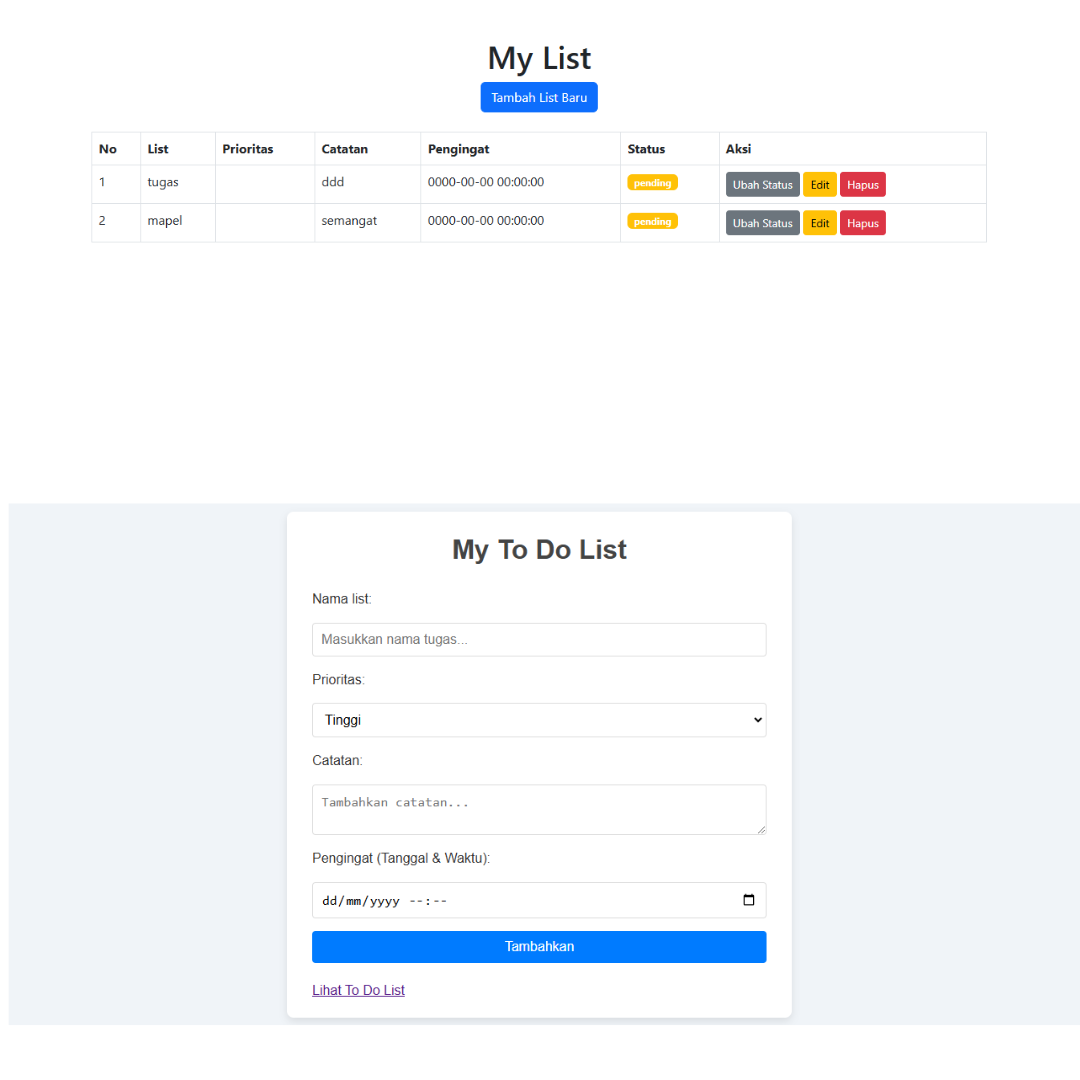 My List
Tambah List Baru
No List Prioritas Catatan Pengingat Status Aksi
1 tugas ddd 0000-00-00 00:00:00 pending Ubah Status Edit Hapus
2 mapel semangat 0000-00-00 00:00:00 pending Ubah Status Edit Hapus
My To Do List
Nama list:
Masukkan nama tugas...
Prioritas:
Tinggi
Catatan:
Tambahkan catatan...
Pengingat (Tanggal & Waktu):
dd/mm/yyyy --:--
Tambahkan
Lihat To Do List